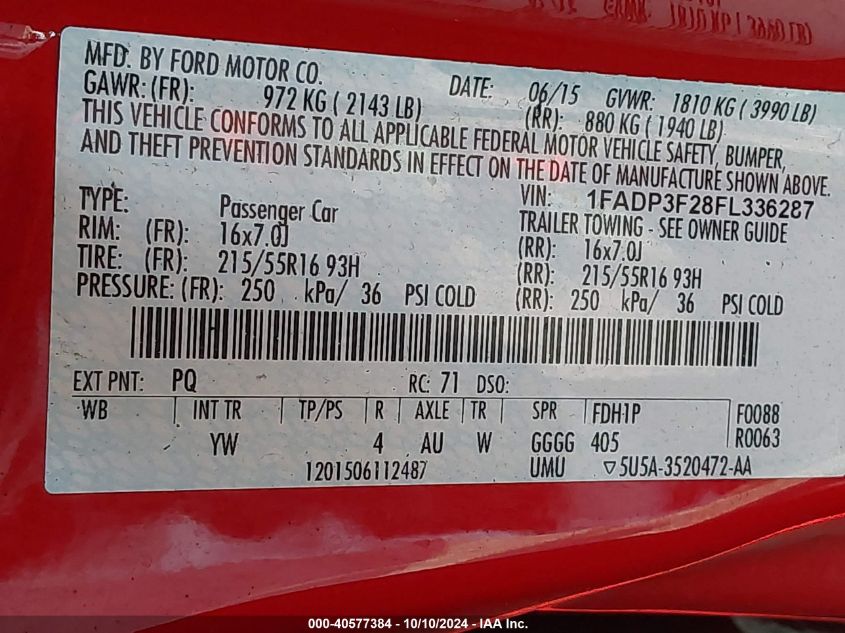 MFD. BY FORD MOTOR CO.
DATE: 06/15 GVWR: 1810 KG ( 3990 LB)
GAWR: (FR): 972 KG ( 2143 LB) (RR): 880 KG ( 1940 LB)
THIS VEHICLE CONFORMS TO ALL APPLICABLE FEDERAL MOTOR VEHICLE SAFETY, BUMPER,
AND THEFT PREVENTION STANDARDS IN EFFECT ON THE DATE OF MANUFACTURE SHOWN ABOVE.
VIN: 1FADP3F28FL336287
TYPE: Passenger Car TRAILER TOWING - SEE OWNER GUIDE
RIM: (FR): 16x7.0J (RR): 16x7.0J
TIRE: (FR): 215/55R16 93H (RR): 215/55R16 93H
PRESSURE: (FR): 250 kPa/ 36 PSI COLD (RR): 250 kPa/ 36 PSI COLD
EXT PNT: PQ RC: 71 DSO:
WB INT TR TP/PS R AXLE TR SPR FDH1P F0088
YW 4 AU W GGGG 405 R0063
1201506112487 UMU ▽5U5A-3520472-AA
000-40577384 - 10/10/2024 - IAA Inc.